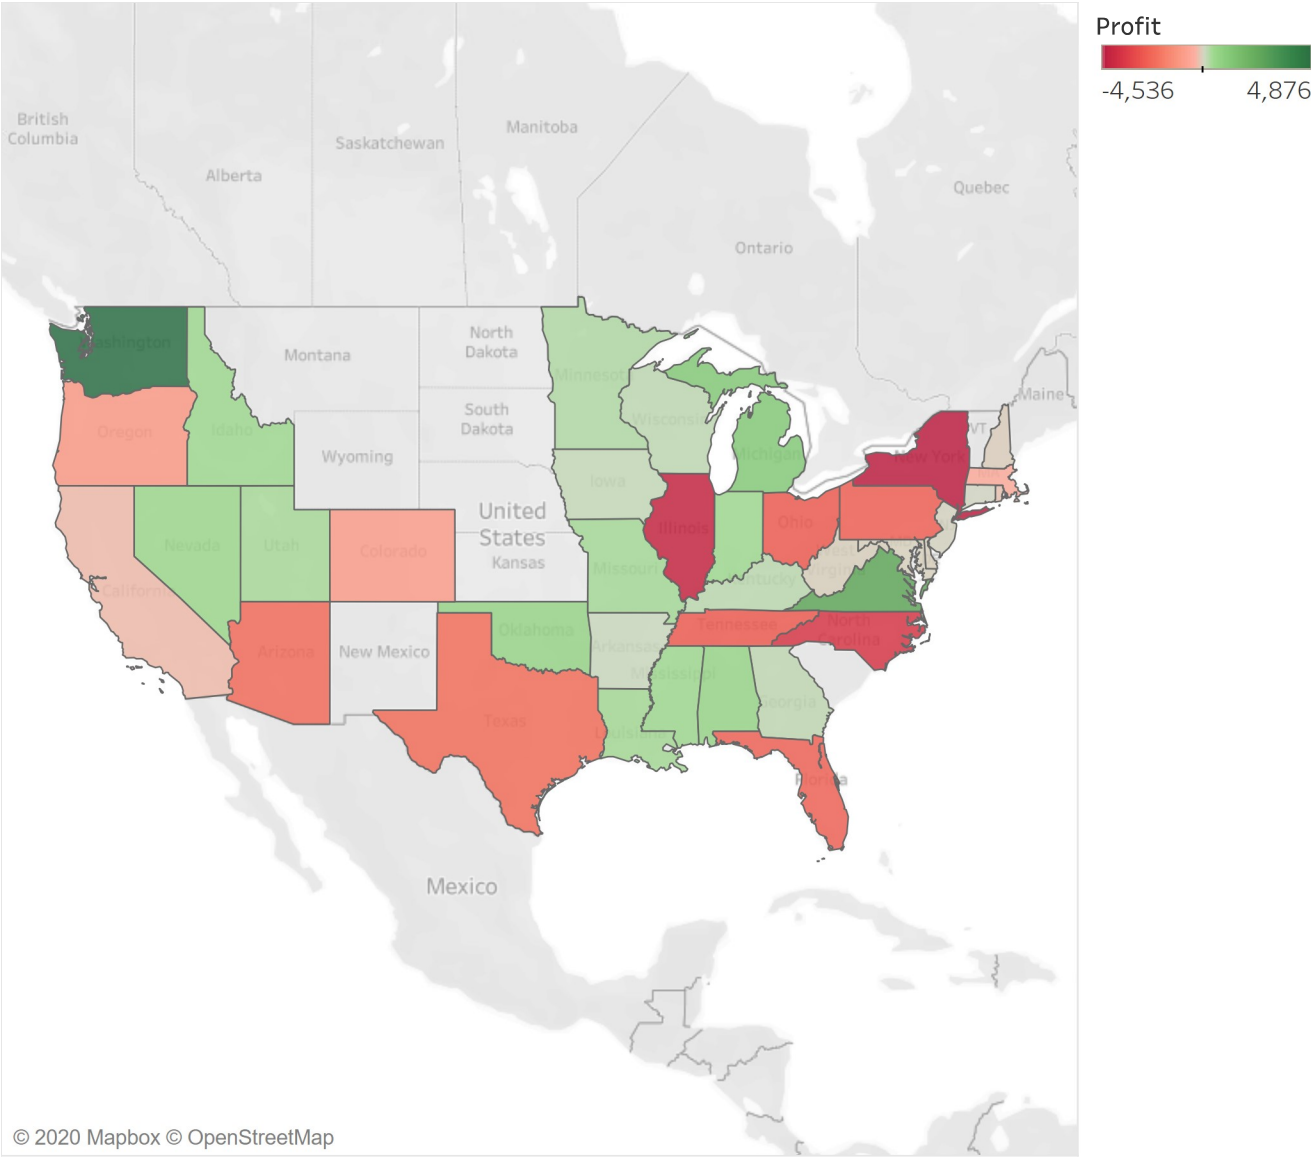 Profit
-4,536 4,876
British
Columbia
Alberta
Saskatchewan
Manitoba
Ontario
Quebec
Washington
Montana
North
Dakota
Minnesota
Maine
Oregon
Idaho
South
Dakota
Wisconsin
VT
New York
Wyoming
Michigan
Iowa
United
States
Kansas
Nevada
Utah
Colorado
Illinois
Ohio
West
Virginia
California
Missouri
Kentucky
Arizona
New Mexico
Oklahoma
Arkansas
Tennessee
North
Carolina
Mississippi
Texas
Louisiana
Georgia
Florida
Mexico
© 2020 Mapbox © OpenStreetMap